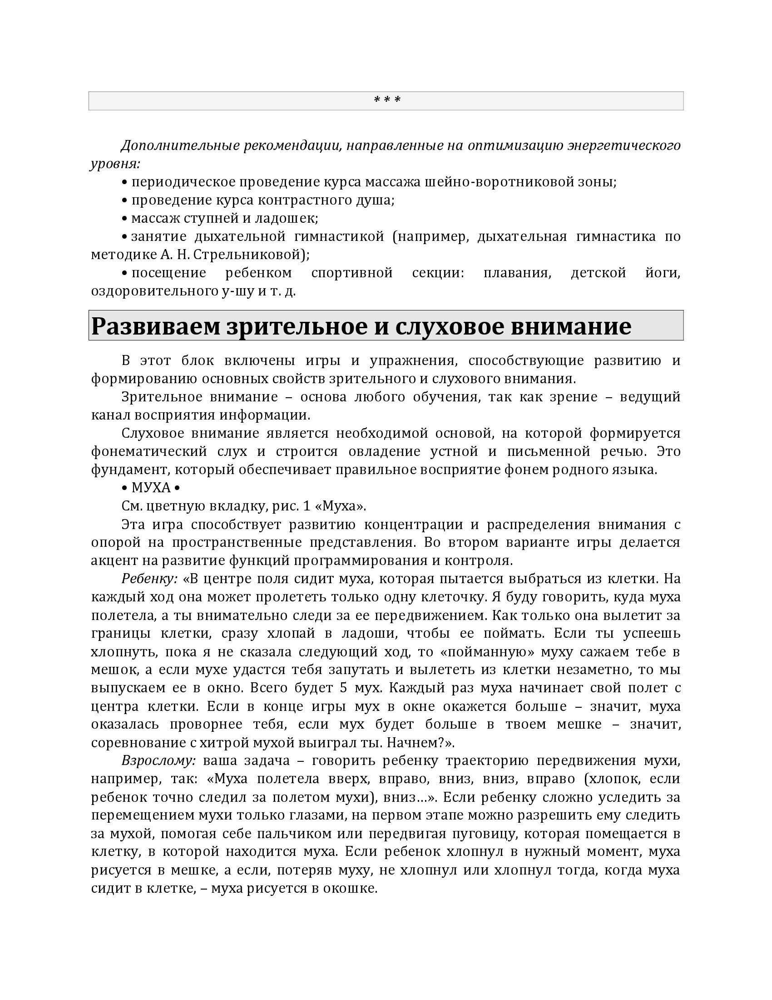 * * *
Дополнительные рекомендации, направленные на оптимизацию энергетического
уровня:
• периодическое проведение курса массажа шейно-воротниковой зоны;
• проведение курса контрастного душа;
• массаж ступней и ладошек;
• занятие дыхательной гимнастикой (например, дыхательная гимнастика по
методике А. Н. Стрельниковой);
• посещение ребенком спортивной секции: плавания, детской йоги,
оздоровительного у-шу и т. д.
Развиваем зрительное и слуховое внимание
В этот блок включены игры и упражнения, способствующие развитию и
формированию основных свойств зрительного и слухового внимания.
Зрительное внимание – основа любого обучения, так как зрение – ведущий
канал восприятия информации.
Слуховое внимание является необходимой основой, на которой формируется
фонематический слух и строится овладение устной и письменной речью. Это
фундамент, который обеспечивает правильное восприятие фонем родного языка.
• МУХА •
См. цветную вкладку, рис. 1 «Муха».
Эта игра способствует развитию концентрации и распределения внимания с
опорой на пространственные представления. Во втором варианте игры делается
акцент на развитие функций программирования и контроля.
Ребенку: «В центре поля сидит муха, которая пытается выбраться из клетки. На
каждый ход она может пролететь только одну клеточку. Я буду говорить, куда муха
полетела, а ты внимательно следи за ее передвижением. Как только она вылетит за
границы клетки, сразу хлопай в ладоши, чтобы ее поймать. Если ты успеешь
хлопнуть, пока я не сказала следующий ход, то «пойманную» муху сажаем тебе в
мешок, а если мухе удастся тебя запутать и вылететь из клетки незаметно, то мы
выпускаем ее в окно. Всего будет 5 мух. Каждый раз муха начинает свой полет с
центра клетки. Если в конце игры мух в окне окажется больше – значит, муха
оказалась проворнее тебя, если мух будет больше в твоем мешке – значит,
соревнование с хитрой мухой выиграл ты. Начнем?».
Взрослому: ваша задача – говорить ребенку траекторию передвижения мухи,
например, так: «Муха полетела вверх, вправо, вниз, вниз, вправо (хлопок, если
ребенок точно следил за полетом мухи), вниз...». Если ребенку сложно уследить за
перемещением мухи только глазами, на первом этапе можно разрешить ему следить
за мухой, помогая себе пальчиком или передвигая пуговицу, которая помещается в
клетку, в которой находится муха. Если ребенок хлопнул в нужный момент, муха
рисуется в мешке, а если, потеряв муху, не хлопнул или хлопнул тогда, когда муха
сидит в клетке, – муха рисуется в окошке.